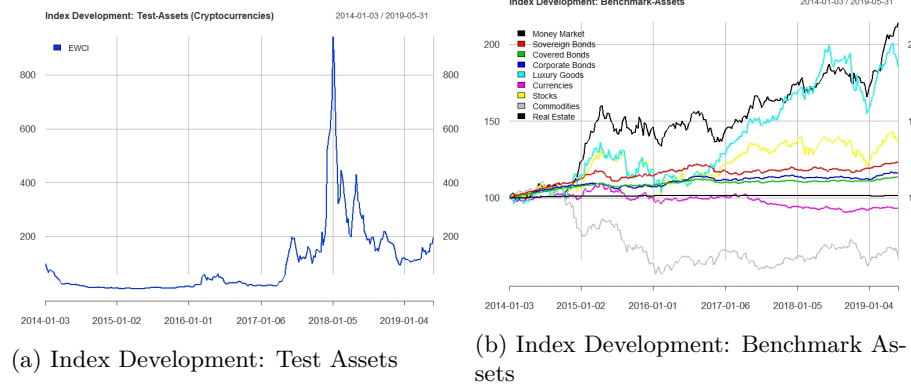 Index Development: Test-Assets (Cryptocurrencies) 2014-01-03 / 2019-05-31
EWCI
800 800
600 600
400 400
200 200
2014-01-03 2015-01-02 2016-01-01 2017-01-06 2018-01-05 2019-01-04
(a) Index Development: Test Assets
Index Development: Benchmark-Assets 2014-01-03 / 2019-05-31
Money Market
Sovereign Bonds
Covered Bonds
Corporate Bonds
Luxury Goods
Currencies
Stocks
Commodities
Real Estate
200 2
150 1
100 1
2014-01-03 2015-01-02 2016-01-01 2017-01-06 2018-01-05 2019-01-04
(b) Index Development: Benchmark As-
sets